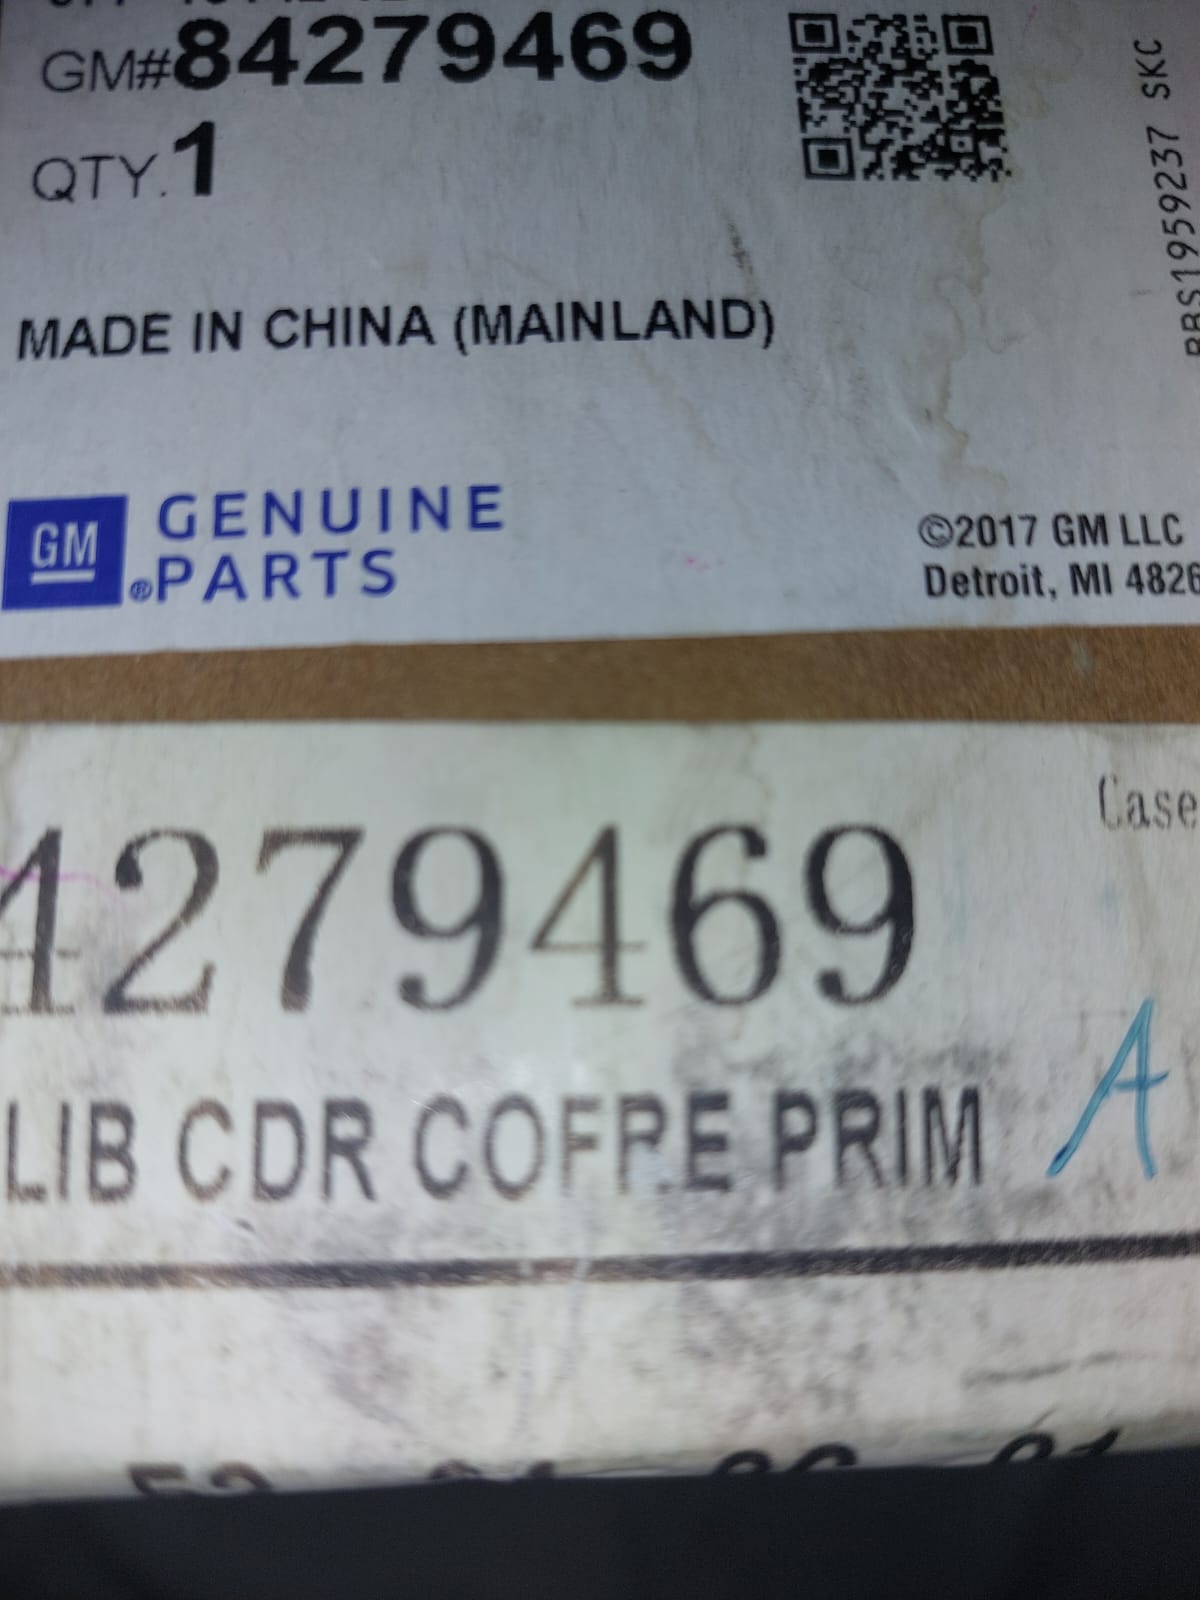 GM#84279469
QTY.1
SKC
MADE IN CHINA (MAINLAND)
GM GENUINE
®PARTS
©2017 GM LLC
Detroit, MI 4826
Case
4279469
A
LIB CDR COFRE PRIM